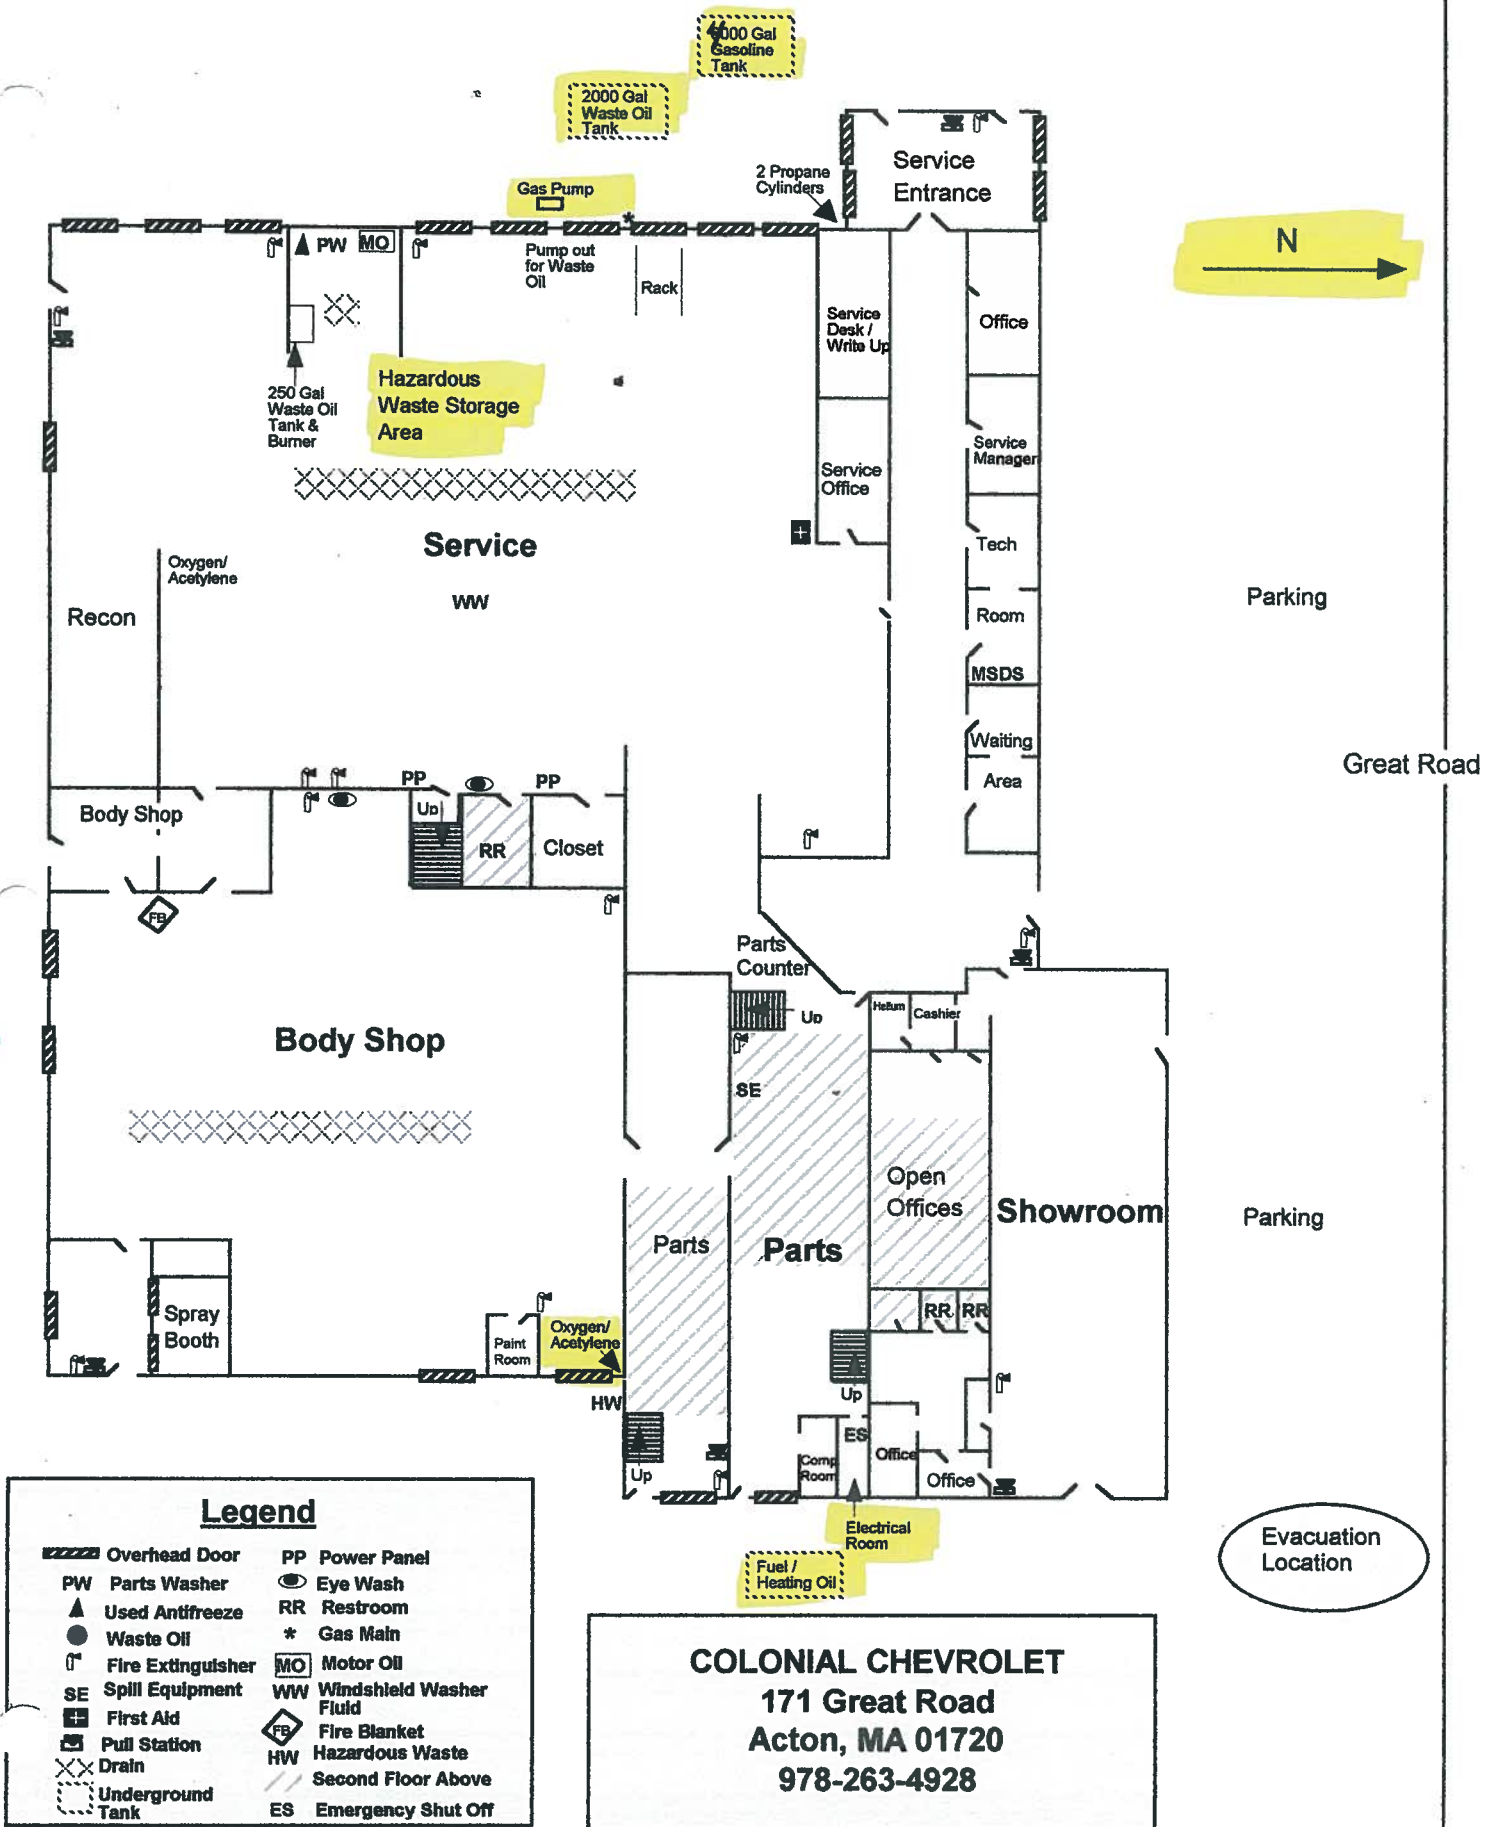 4000 Gal
Gasoline
Tank
2000 Gal
Waste Oil
Tank
Gas Pump
2 Propane
Cylinders
Service
Entrance
N
PW
MO
*
Pump out
for Waste
Oil
Rack
Service
Desk /
Write Up
Office
250 Gal
Waste Oil
Tank &
Burner
Hazardous
Waste Storage
Area
Service
Manager
Service
Office
Service
Tech
Oxygen/
Acetylene
WW
Recon
Room
Parking
MSDS
Waiting
Area
Great Road
PP
PP
Body Shop
Up
RR
Closet
FB
Parts
Counter
Up
Helium
Cashier
Body Shop
SE
Open
Offices
Showroom
Parking
Parts
Parts
Spray
Booth
RR
RR
Paint
Room
Oxygen/
Acetylene
HW
Up
ES
Office
Comp
Room
Up
Office
Electrical
Room
Fuel /
Heating Oil
Evacuation
Location
Legend
Overhead Door
PW Parts Washer
Used Antifreeze
Waste Oil
Fire Extinguisher
SE Spill Equipment
First Aid
Pull Station
Drain
Underground
Tank
PP Power Panel
Eye Wash
RR Restroom
* Gas Main
MO Motor Oil
WW Windshield Washer
Fluid
FB Fire Blanket
HW Hazardous Waste
Second Floor Above
ES Emergency Shut Off
COLONIAL CHEVROLET
171 Great Road
Acton, MA 01720
978-263-4928